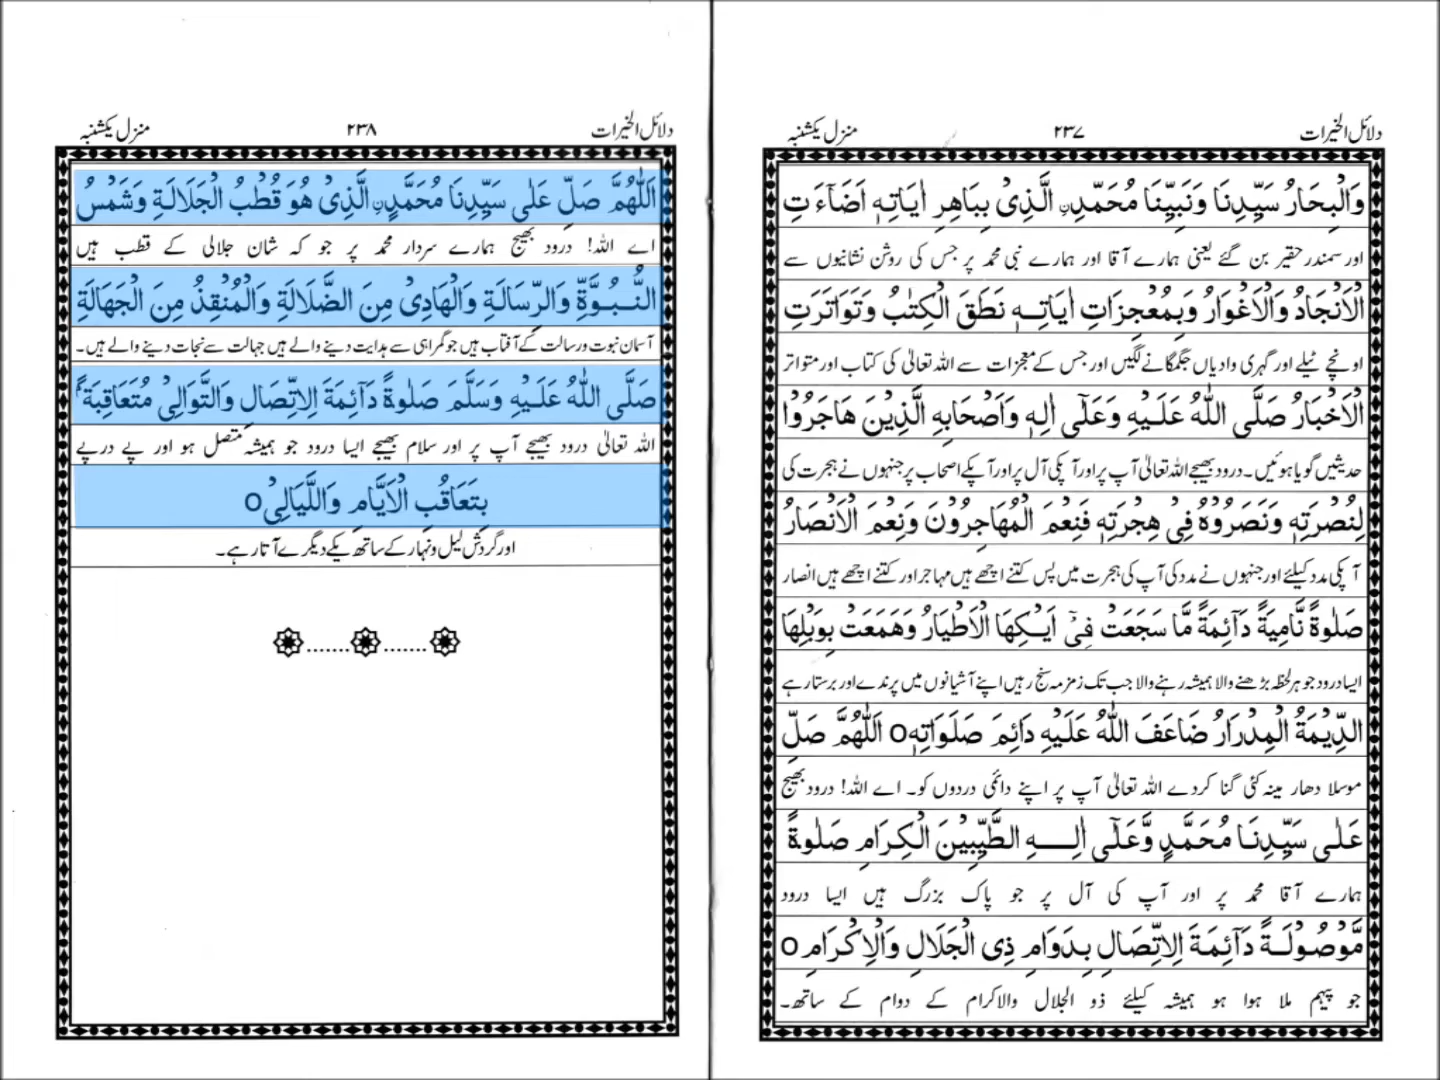 دلائل الخیرات
۲۳۷
منزل یکشنبہ
وَالْبِحَارُ سَیِّدِنَا وَنَبِیِّنَا مُحَمَّدِنِ الَّذِیْ بِبَاهِرِ اٰیَاتِهٖ اَضَآءَتِ
اور سمندر حقیر بن گئے یعنی ہمارے آقا اور ہمارے نبی محمد پر جس کی روشن نشانیوں سے
الْاَنْجَادُ وَالْاَغْوَارُ وَبِمُعْجِزَاتِ اٰیَاتِهٖ نَطَقَ الْکِتٰبُ وَتَوَاتَرَتِ
اونچے ٹیلے اور گہری وادیاں جگمگانے لگیں اور جس کے معجزات سے اللہ تعالیٰ کی کتاب اور متواتر
الْاَخْبَارُ صَلَّی اللّٰهُ عَلَیْهِ وَعَلٰٓی اٰلِهٖ وَاَصْحَابِهِ الَّذِیْنَ هَاجَرُوْا
حدیثیں گویا ہوئیں۔ درود بھیجے اللہ تعالیٰ آپ پر اور آپکی آل پر اور آپکے اصحاب پر جنہوں نے ہجرت کی
لِنُصْرَتِهٖ وَنَصَرُوْهُ فِیْ هِجْرَتِهٖ فَنِعْمَ الْمُهَاجِرُوْنَ وَنِعْمَ الْاَنْصَارُ
آپکی مدد کیلئے اور جنہوں نے مدد کی آپ کی ہجرت میں پس کتنے اچھے ہیں مہاجر اور کتنے اچھے ہیں انصار
صَلٰوةً نَّامِیَةً دَآئِمَةً مَّا سَجَعَتْ فِیْٓ اَیْکِهَا الْاَطْیَارُ وَهَمَعَتْ بِوَبْلِهَا
ایسا درود جو ہر لحظہ بڑھنے والا ہمیشہ رہنے والا جب تک زمزمہ سنج رہیں اپنے آشیانوں میں پرندے اور برستا رہے
الدِّیْمَةُ الْمِدْرَارُ ضَاعَفَ اللّٰهُ عَلَیْهِ دَائِمَ صَلَوَاتِهٖ o اَللّٰهُمَّ صَلِّ
موسلا دھار مینہ کئی گنا کردے اللہ تعالیٰ آپ پر اپنے دائمی دردوں کو۔ اے اللہ! درود بھیج
عَلٰی سَیِّدِنَا مُحَمَّدٍ وَّعَلٰٓی اٰلِهِ الطَّیِّبِیْنَ الْکِرَامِ صَلٰوةً
ہمارے آقا محمد پر اور آپ کی آل پر جو پاک بزرگ ہیں ایسا درود
مَّوْصُوْلَةً دَآئِمَةَ الِاتِّصَالِ بِدَوَامِ ذِی الْجَلَالِ وَالْاِکْرَامِ o
جو پیہم ملا ہوا ہو ہمیشہ کیلئے ذو الجلال والاکرام کے دوام کے ساتھ۔
دلائل الخیرات
۲۳۸
منزل یکشنبہ
اَللّٰهُمَّ صَلِّ عَلٰی سَیِّدِنَا مُحَمَّدِنِ الَّذِیْ هُوَ قُطْبُ الْجَلَالَةِ وَشَمْسُ
اے اللہ! درود بھیج ہمارے سردار محمد پر جو کہ شان جلالی کے قطب ہیں
النُّبُوَّةِ وَالرِّسَالَةِ وَالْهَادِیْ مِنَ الضَّلَالَةِ وَالْمُنْقِذُ مِنَ الْجَهَالَةِ
آسمان نبوت و رسالت کے آفتاب ہیں جو گمراہی سے ہدایت دینے والے ہیں جہالت سے نجات دینے والے ہیں۔
صَلَّی اللّٰهُ عَلَیْهِ وَسَلَّمَ صَلٰوةً دَآئِمَةَ الِاتِّصَالِ وَالتَّوَالِیْ مُتَعَاقِبَةً
اللہ تعالیٰ درود بھیجے آپ پر اور سلام بھیجے ایسا درود جو ہمیشہ متصل ہو اور پے درپے
بِتَعَاقُبِ الْاَیَّامِ وَاللَّیَالِیْ o
اور گردش لیل ونہار کے ساتھ یکے دیگرے آتا رہے۔